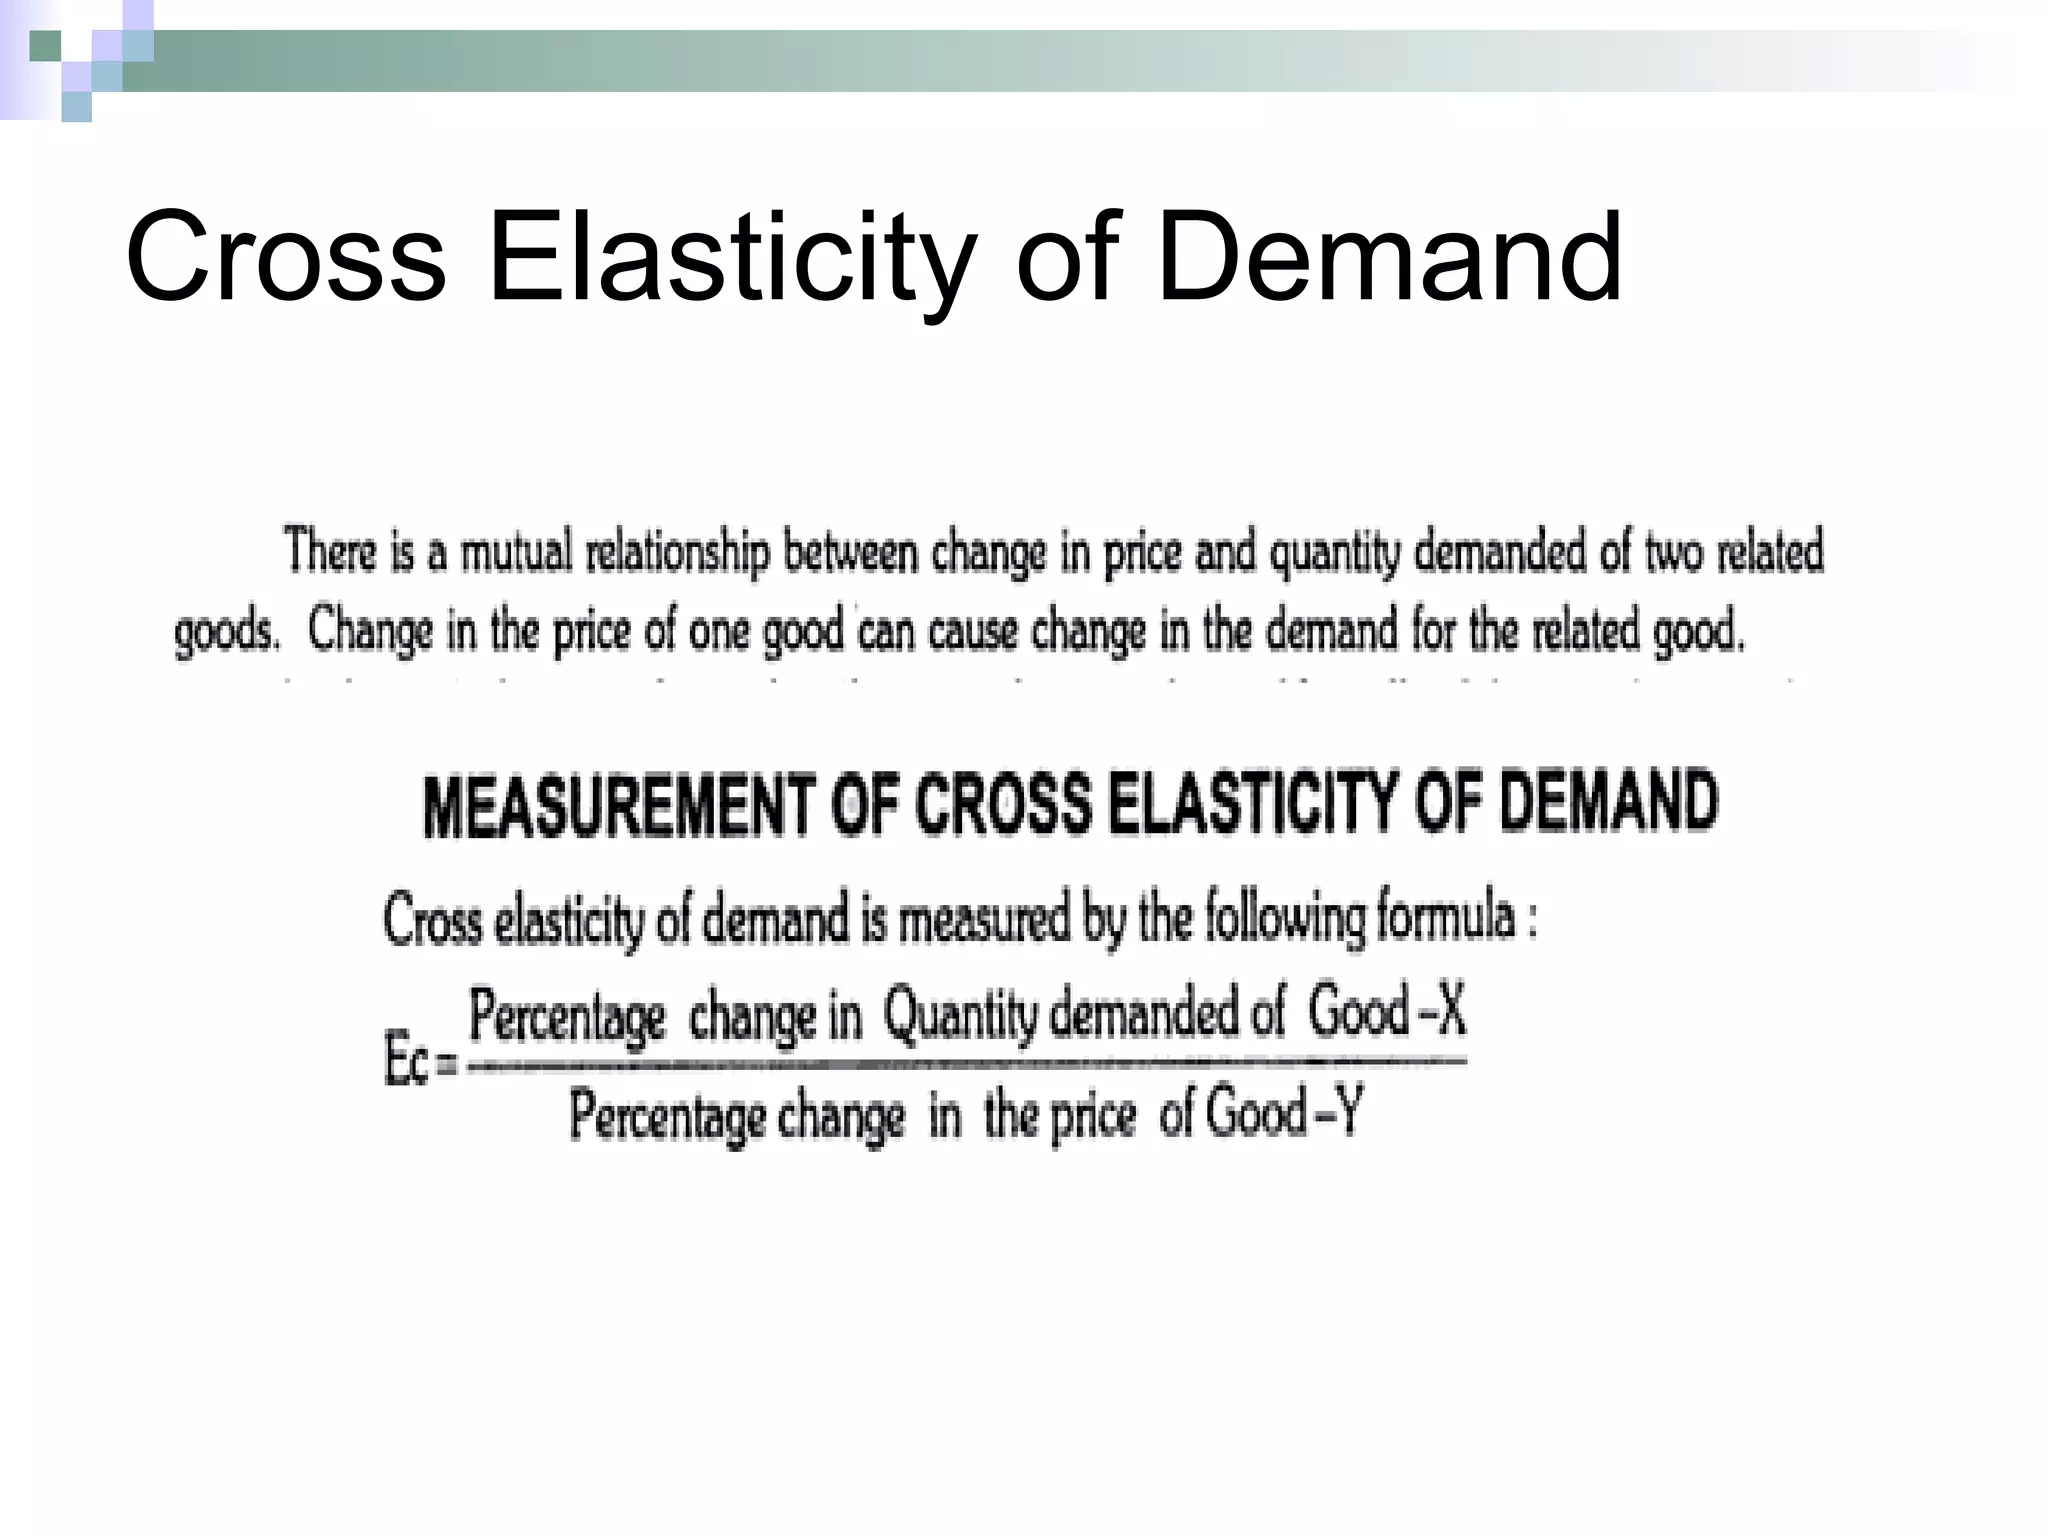 Cross Elasticity of Demand
There is a mutual relationship between change in price and quantity demanded of two related
goods. Change in the price of one good can cause change in the demand for the related good.
MEASUREMENT OF CROSS ELASTICITY OF DEMAND
Cross elasticity of demand is measured by the following formula :
Percentage change in Quantity demanded of Good –X
Ec=
Percentage change in the price of Good –Y